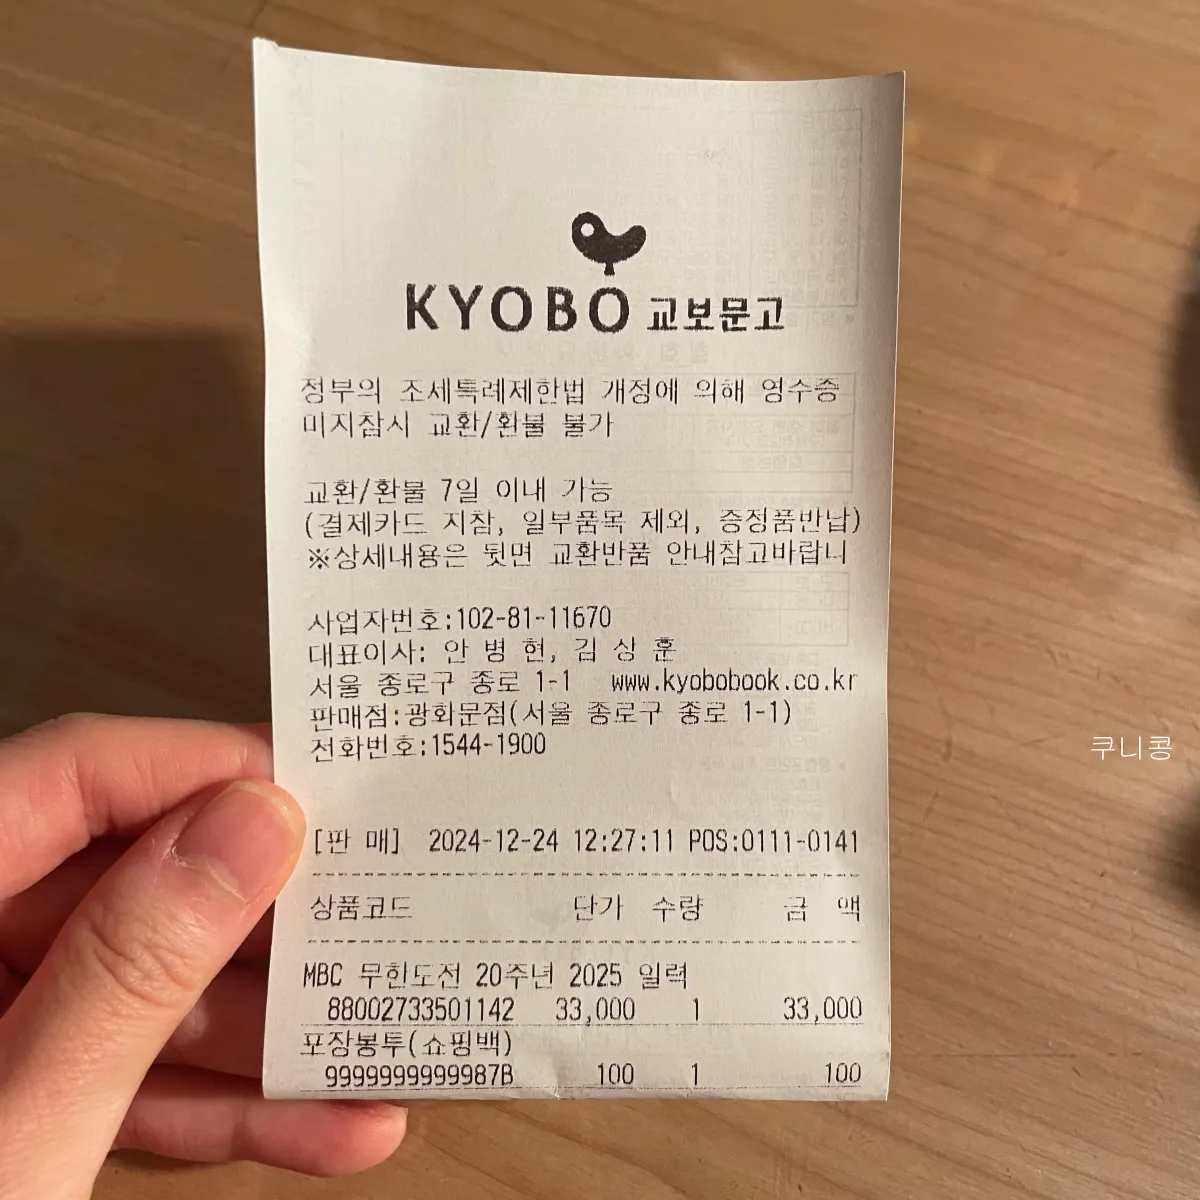 KYOBO 교보문고
정부의 조세특례제한법 개정에 의해 영수증
미지참시 교환/환불 불가
교환/환불 7일 이내 가능
(결제카드 지참, 일부품목 제외, 증정품반납)
※상세내용은 뒷면 교환반품 안내참고바랍니
사업자번호:102-81-11670
대표이사: 안 병 현, 김 상 훈
서울 종로구 종로 1-1 www.kyobobook.co.kr
판매점:광화문점(서울 종로구 종로 1-1)
전화번호:1544-1900
쿠니콩
[판 매] 2024-12-24 12:27:11 POS:0111-0141
상품코드 단가 수량 금 액
MBC 무한도전 20주년 2025 일력
88002733501142 33,000 1 33,000
포장봉투(쇼핑백)
9999999999987B 100 1 100